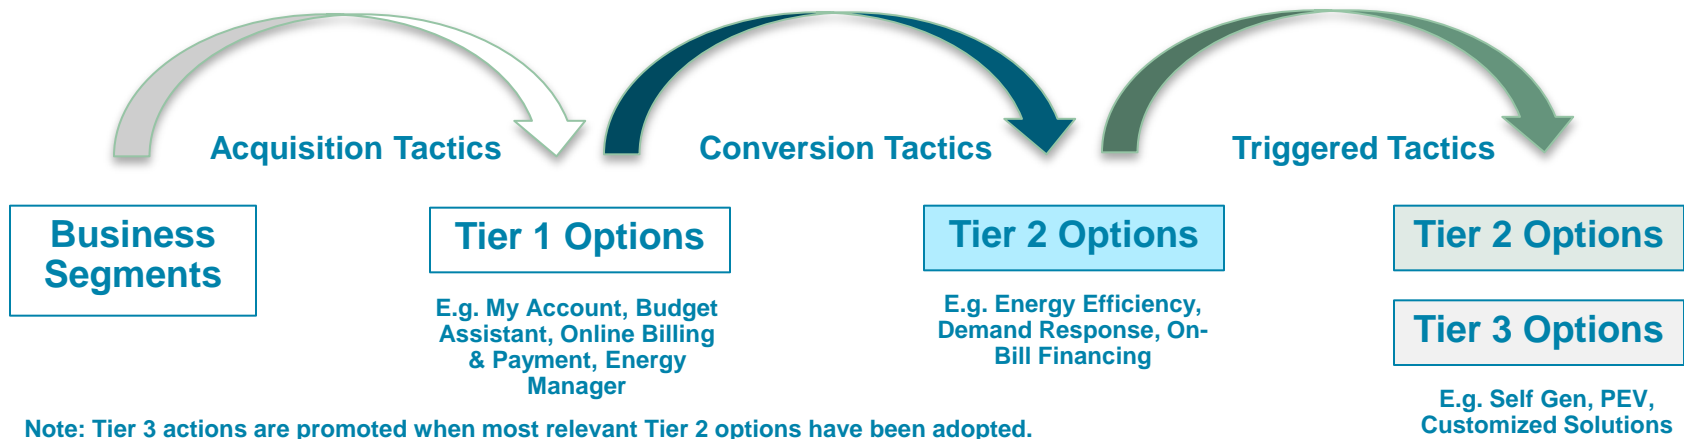 Acquisition Tactics
Conversion Tactics
Triggered Tactics
Business
Segments
Tier 1 Options
E.g. My Account, Budget
Assistant, Online Billing
& Payment, Energy
Manager
Tier 2 Options
E.g. Energy Efficiency,
Demand Response, On-
Bill Financing
Tier 2 Options
Tier 3 Options
E.g. Self Gen, PEV,
Customized Solutions
Note: Tier 3 actions are promoted when most relevant Tier 2 options have been adopted.